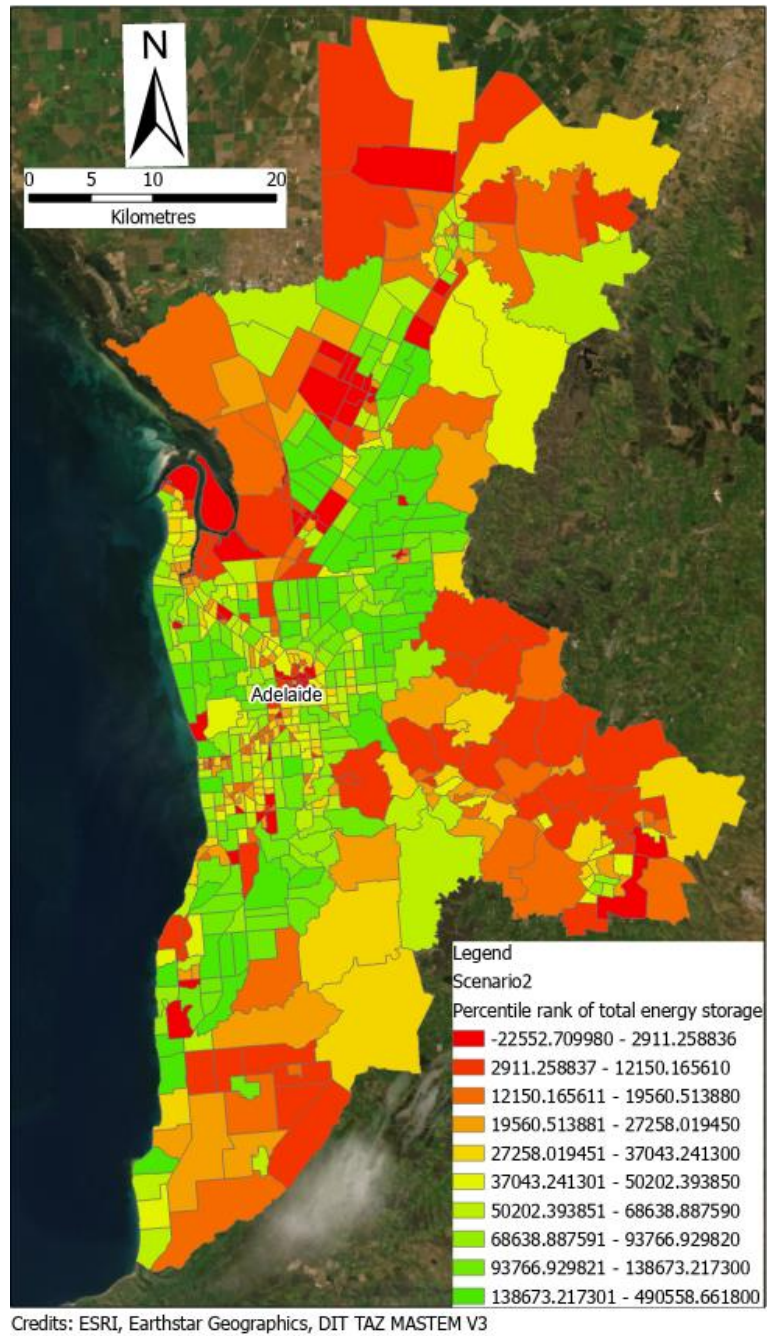 N
0 5 10 20
Kilometres
Adelaide
Legend
Scenario2
Percentile rank of total energy storage
-22552.709980 - 2911.258836
2911.258837 - 12150.165610
12150.165611 - 19560.513880
19560.513881 - 27258.019450
27258.019451 - 37043.241300
37043.241301 - 50202.393850
50202.393851 - 68638.887590
68638.887591 - 93766.929820
93766.929821 - 138673.217300
138673.217301 - 490558.661800
Credits: ESRI, Earthstar Geographics, DIT TAZ MASTEM V3